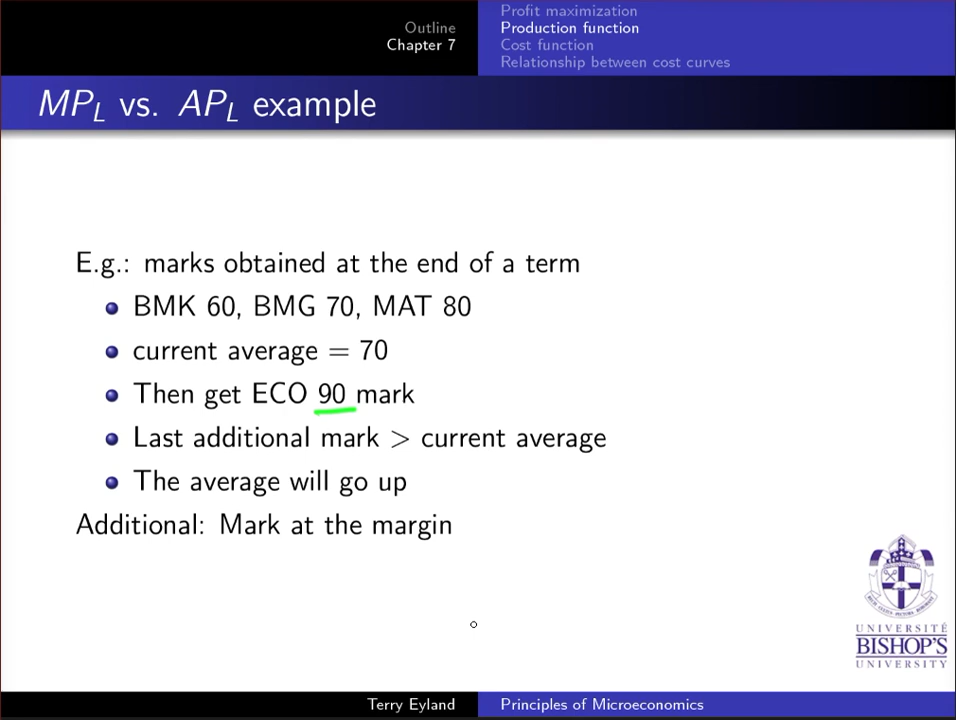 Outline
Chapter 7
Profit maximization
Production function
Cost function
Relationship between cost curves
MPL vs. APL example
E.g.: marks obtained at the end of a term
BMK 60, BMG 70, MAT 80
current average = 70
Then get ECO 90 mark
Last additional mark > current average
The average will go up
Additional: Mark at the margin
UNIVERSITÉ
BISHOP'S
UNIVERSITY
Terry Eyland
Principles of Microeconomics